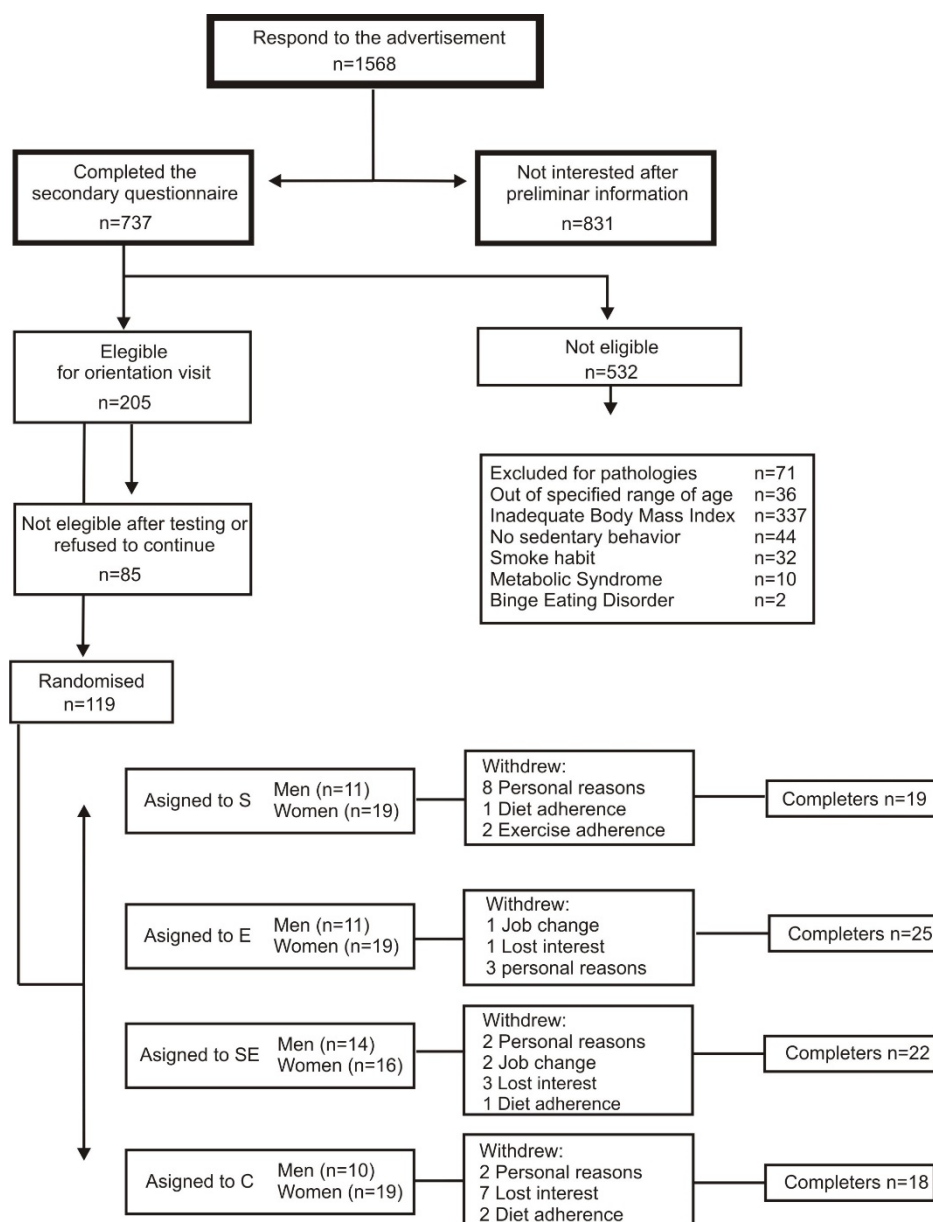 Respond to the advertisement
n=1568
Completed the
secondary questionnaire
n=737
Not interested after
preliminar information
n=831
Elegible
for orientation visit
n=205
Not eligible
n=532
Excluded for pathologies n=71
Out of specified range of age n=36
Inadequate Body Mass Index n=337
No sedentary behavior n=44
Smoke habit n=32
Metabolic Syndrome n=10
Binge Eating Disorder n=2
Not elegible after testing or
refused to continue
n=85
Randomised
n=119
Asigned to S Men (n=11)
Women (n=19)
Withdrew:
8 Personal reasons
1 Diet adherence
2 Exercise adherence
Completers n=19
Asigned to E Men (n=11)
Women (n=19)
Withdrew:
1 Job change
1 Lost interest
3 personal reasons
Completers n=25
Asigned to SE Men (n=14)
Women (n=16)
Withdrew:
2 Personal reasons
2 Job change
3 Lost interest
1 Diet adherence
Completers n=22
Asigned to C Men (n=10)
Women (n=19)
Withdrew:
2 Personal reasons
7 Lost interest
2 Diet adherence
Completers n=18